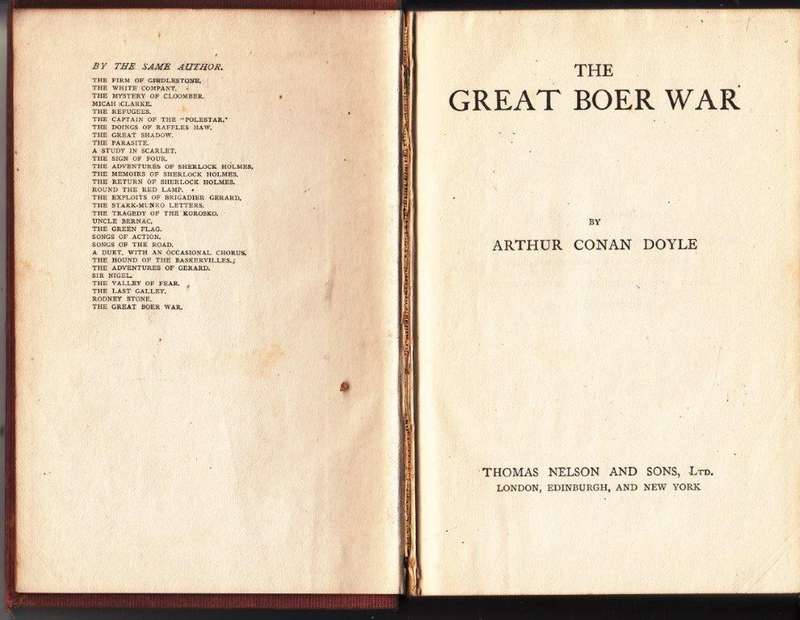 BY THE SAME AUTHOR.
THE FIRM OF GIRDLESTONE.
THE WHITE COMPANY.
THE MYSTERY OF CLOOMBER.
MICAH CLARKE.
THE REFUGEES.
THE CAPTAIN OF THE "POLESTAR."
THE DOINGS OF RAFFLES HAW.
THE GREAT SHADOW.
THE PARASITE.
A STUDY IN SCARLET.
THE SIGN OF FOUR.
THE ADVENTURES OF SHERLOCK HOLMES.
THE MEMOIRS OF SHERLOCK HOLMES.
THE RETURN OF SHERLOCK HOLMES.
ROUND THE RED LAMP.
THE EXPLOITS OF BRIGADIER GERARD.
THE STARK-MUNRO LETTERS.
THE TRAGEDY OF THE KOROSKO.
UNCLE BERNAC.
THE GREEN FLAG.
SONGS OF ACTION.
SONGS OF THE ROAD.
A DUET, WITH AN OCCASIONAL CHORUS.
THE HOUND OF THE BASKERVILLES.
THE ADVENTURES OF GERARD.
SIR NIGEL.
THE VALLEY OF FEAR.
THE LAST GALLEY.
RODNEY STONE.
THE GREAT BOER WAR.
THE
GREAT BOER WAR
BY
ARTHUR CONAN DOYLE
THOMAS NELSON AND SONS, LTD.
LONDON, EDINBURGH, AND NEW YORK